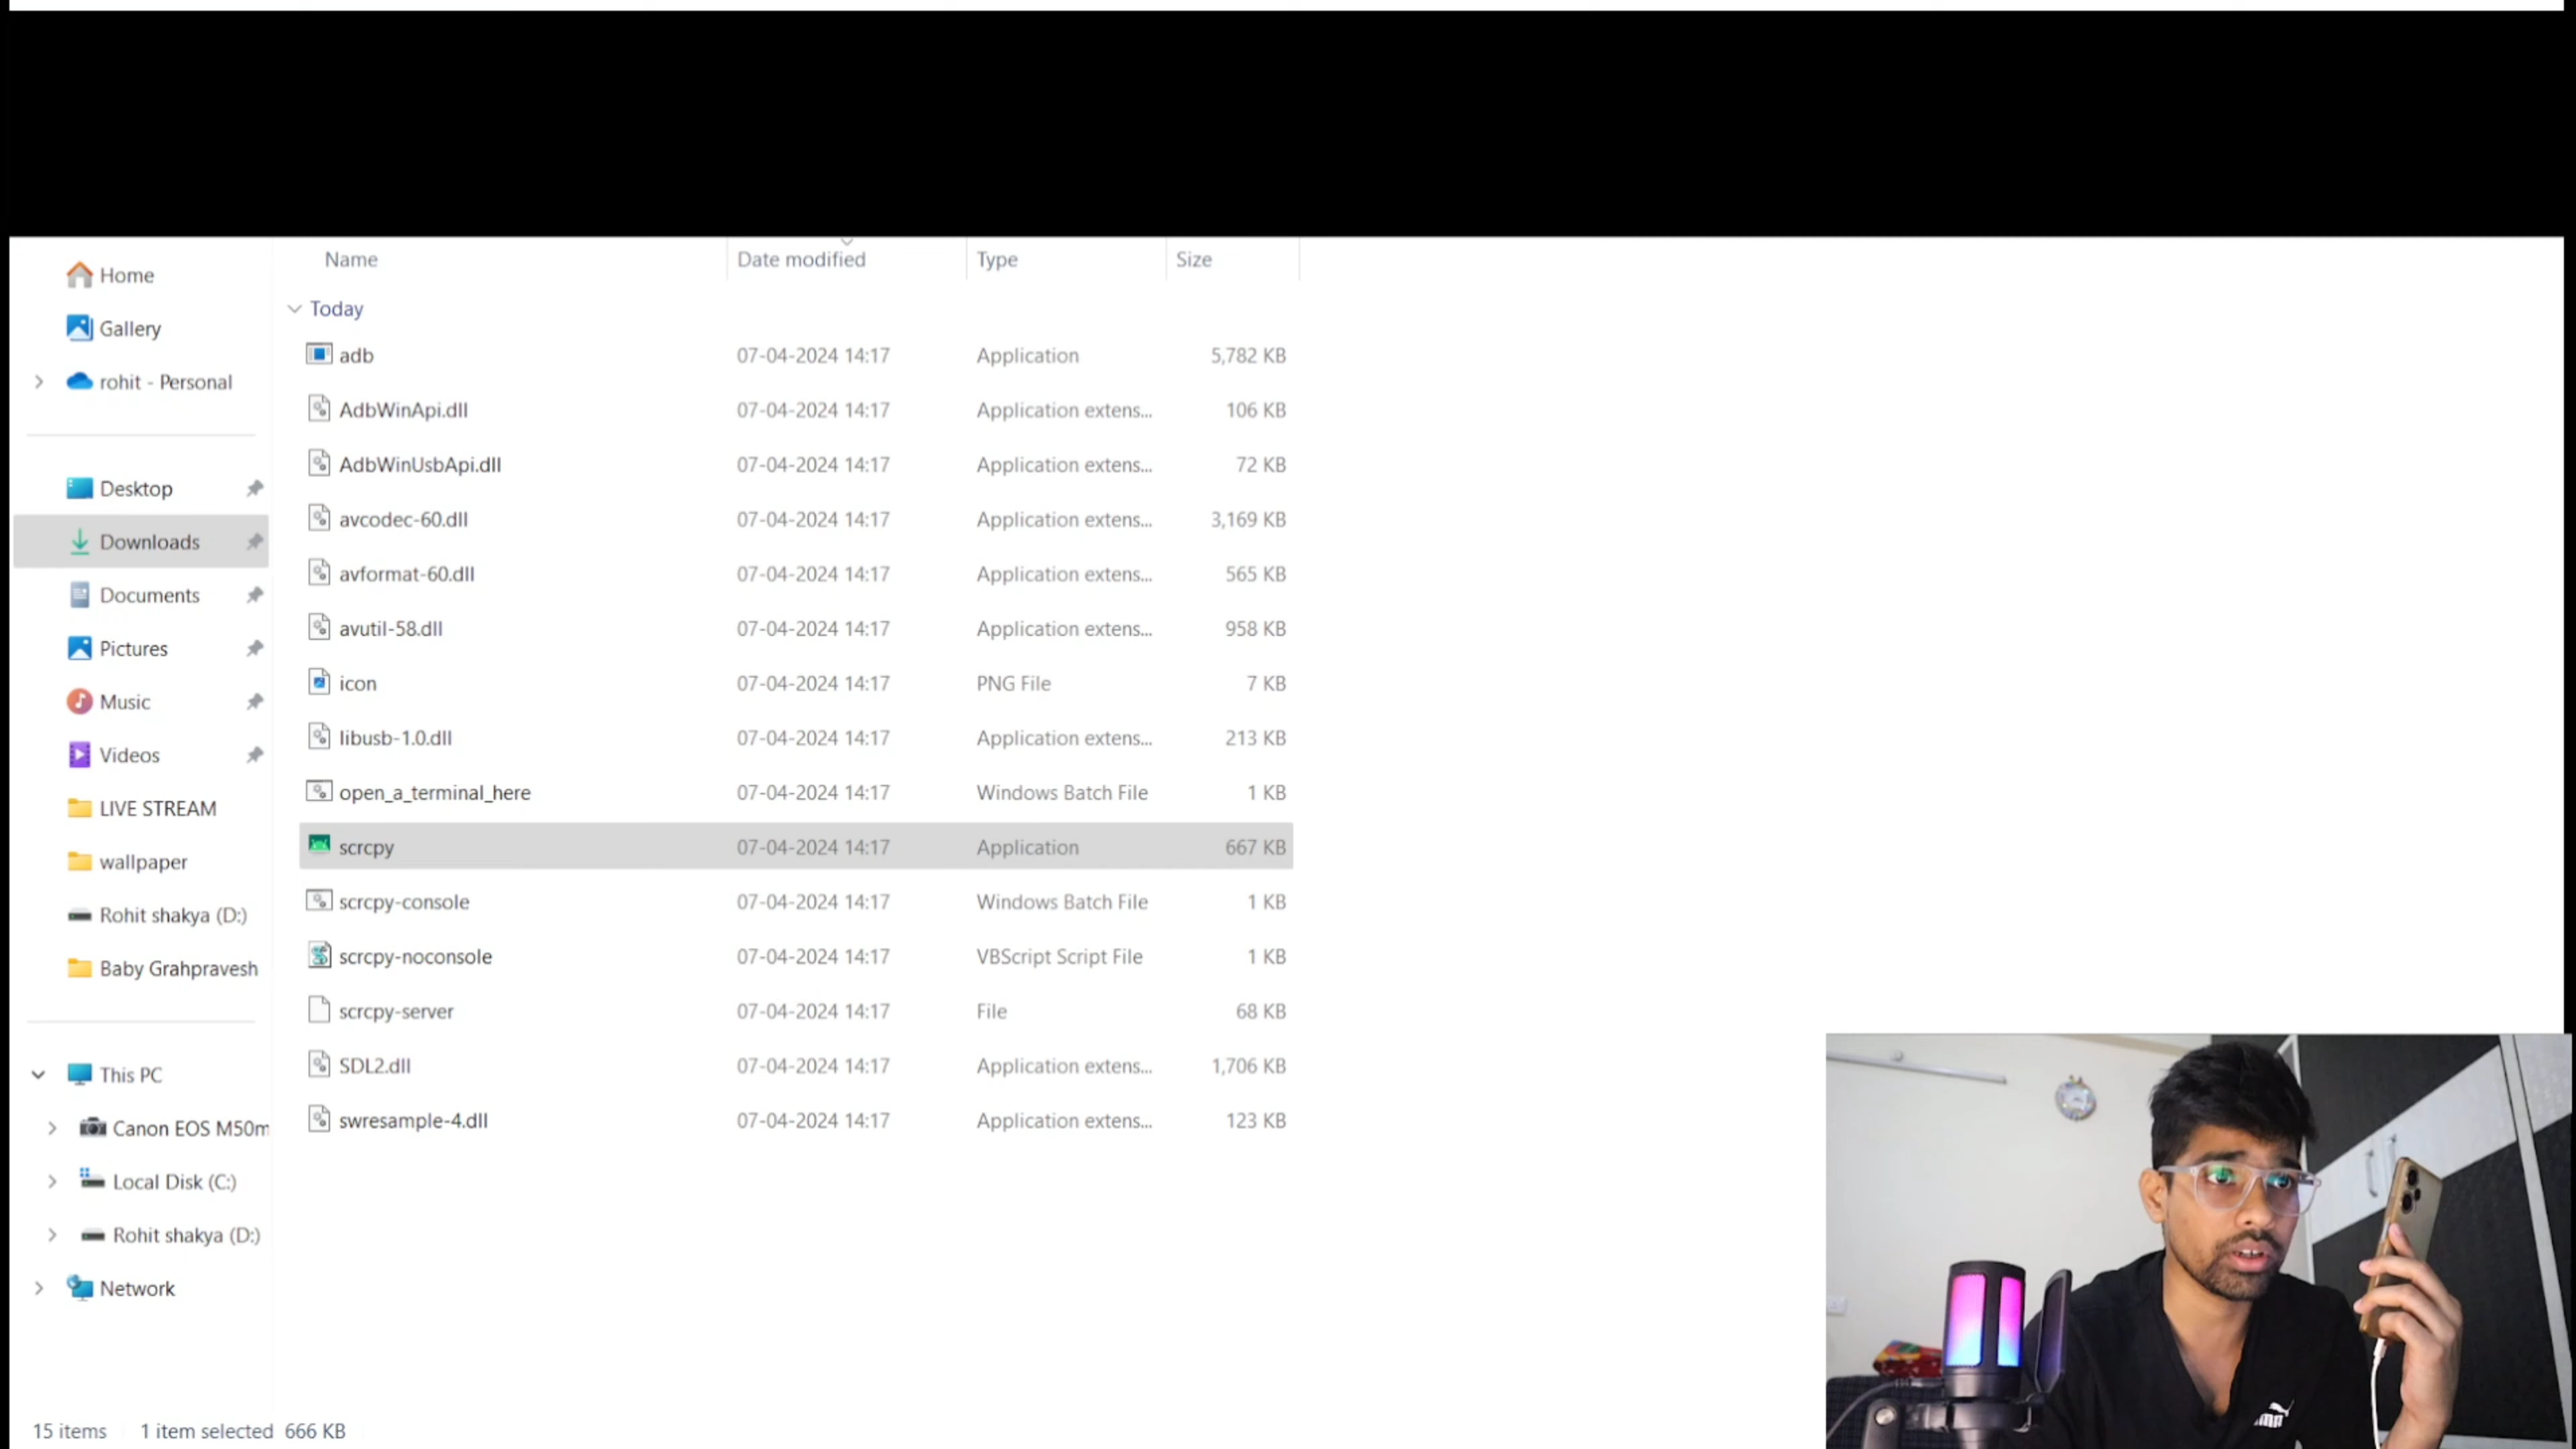 Home
Gallery
rohit - Personal
Desktop
Downloads
Documents
Pictures
Music
Videos
LIVE STREAM
wallpaper
Rohit shakya (D:)
Baby Grahpravesh
This PC
Canon EOS M50m
Local Disk (C:)
Rohit shakya (D:)
Network
Name Date modified Type Size
Today
adb 07-04-2024 14:17 Application 5,782 KB
AdbWinApi.dll 07-04-2024 14:17 Application extens... 106 KB
AdbWinUsbApi.dll 07-04-2024 14:17 Application extens... 72 KB
avcodec-60.dll 07-04-2024 14:17 Application extens... 3,169 KB
avformat-60.dll 07-04-2024 14:17 Application extens... 565 KB
avutil-58.dll 07-04-2024 14:17 Application extens... 958 KB
icon 07-04-2024 14:17 PNG File 7 KB
libusb-1.0.dll 07-04-2024 14:17 Application extens... 213 KB
open_a_terminal_here 07-04-2024 14:17 Windows Batch File 1 KB
scrcpy 07-04-2024 14:17 Application 667 KB
scrcpy-console 07-04-2024 14:17 Windows Batch File 1 KB
scrcpy-noconsole 07-04-2024 14:17 VBScript Script File 1 KB
scrcpy-server 07-04-2024 14:17 File 68 KB
SDL2.dll 07-04-2024 14:17 Application extens... 1,706 KB
swresample-4.dll 07-04-2024 14:17 Application extens... 123 KB
15 items 1 item selected 666 KB